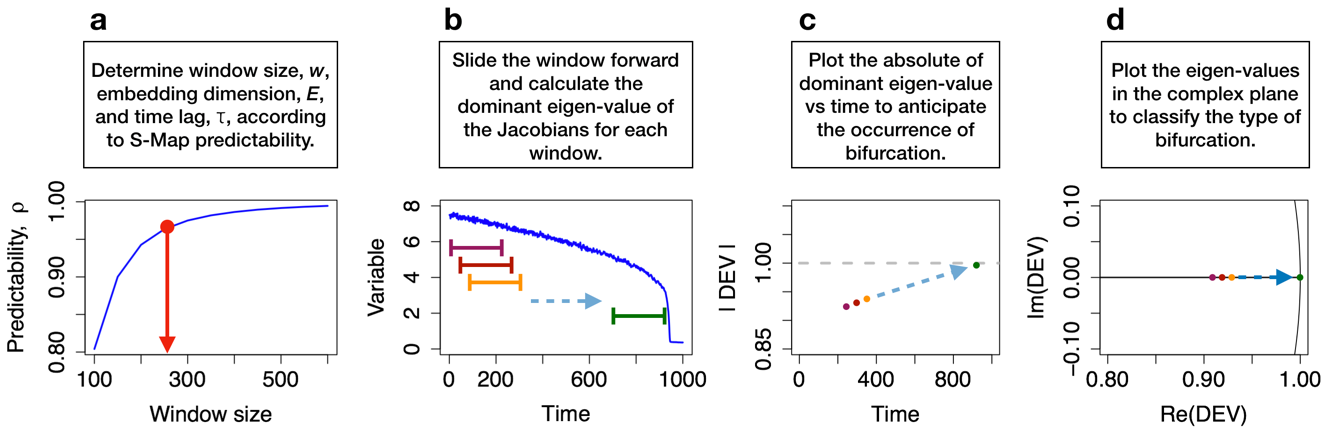 a
Determine window size, w,
embedding dimension, E,
and time lag, τ, according
to S-Map predictability.
Predictability, ρ
1.00
0.90
0.80
100
300
500
Window size
b
Slide the window forward
and calculate the
dominant eigen-value of
the Jacobians for each
window.
Variable
8
6
4
2
0
0
200
600
1000
Time
c
Plot the absolute of
dominant eigen-value
vs time to anticipate
the occurrence of
bifurcation.
| DEV |
1.00
0.85
0
400
800
Time
d
Plot the eigen-values
in the complex plane
to classify the type of
bifurcation.
Im(DEV)
0.10
0.00
−0.10
0.80
0.90
1.00
Re(DEV)